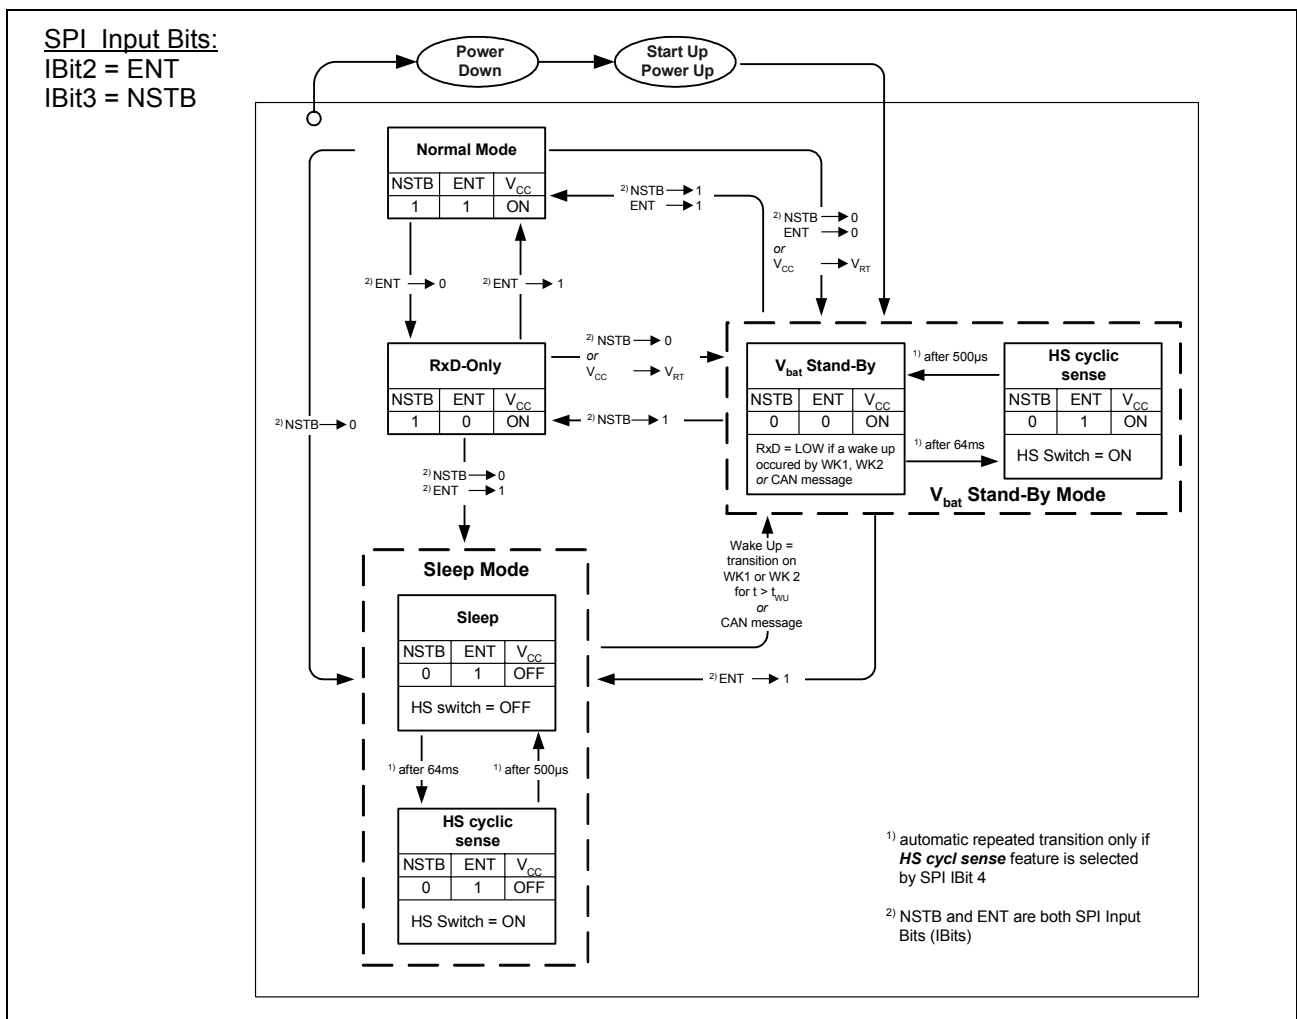 SPI Input Bits:
IBit2 = ENT
IBit3 = NSTB
Power
Down
Start Up
Power Up
Normal Mode
NSTB ENT VCC
1 1 ON
2) NSTB 1
ENT 1
2) NSTB 0
ENT 0
or
VCC VRT
2) ENT 0
2) ENT 1
RxD-Only
NSTB ENT VCC
1 0 ON
2) NSTB 0
or
VCC VRT
2) NSTB 1
Vbat Stand-By
NSTB ENT VCC
0 0 ON
RxD = LOW if a wake up
occured by WK1, WK2
or CAN message
1) after 500µs
1) after 64ms
HS cyclic
sense
NSTB ENT VCC
0 1 ON
HS Switch = ON
Vbat Stand-By Mode
2) NSTB 0
2) NSTB 0
2) ENT 1
Wake Up =
transition on
WK1 or WK 2
for t > tWU
or
CAN message
2) ENT 1
Sleep Mode
Sleep
NSTB ENT VCC
0 1 OFF
HS switch = OFF
1) after 64ms
1) after 500µs
HS cyclic
sense
NSTB ENT VCC
0 1 OFF
HS Switch = ON
1) automatic repeated transition only if
HS cycl sense feature is selected
by SPI IBit 4
2) NSTB and ENT are both SPI Input
Bits (IBits)